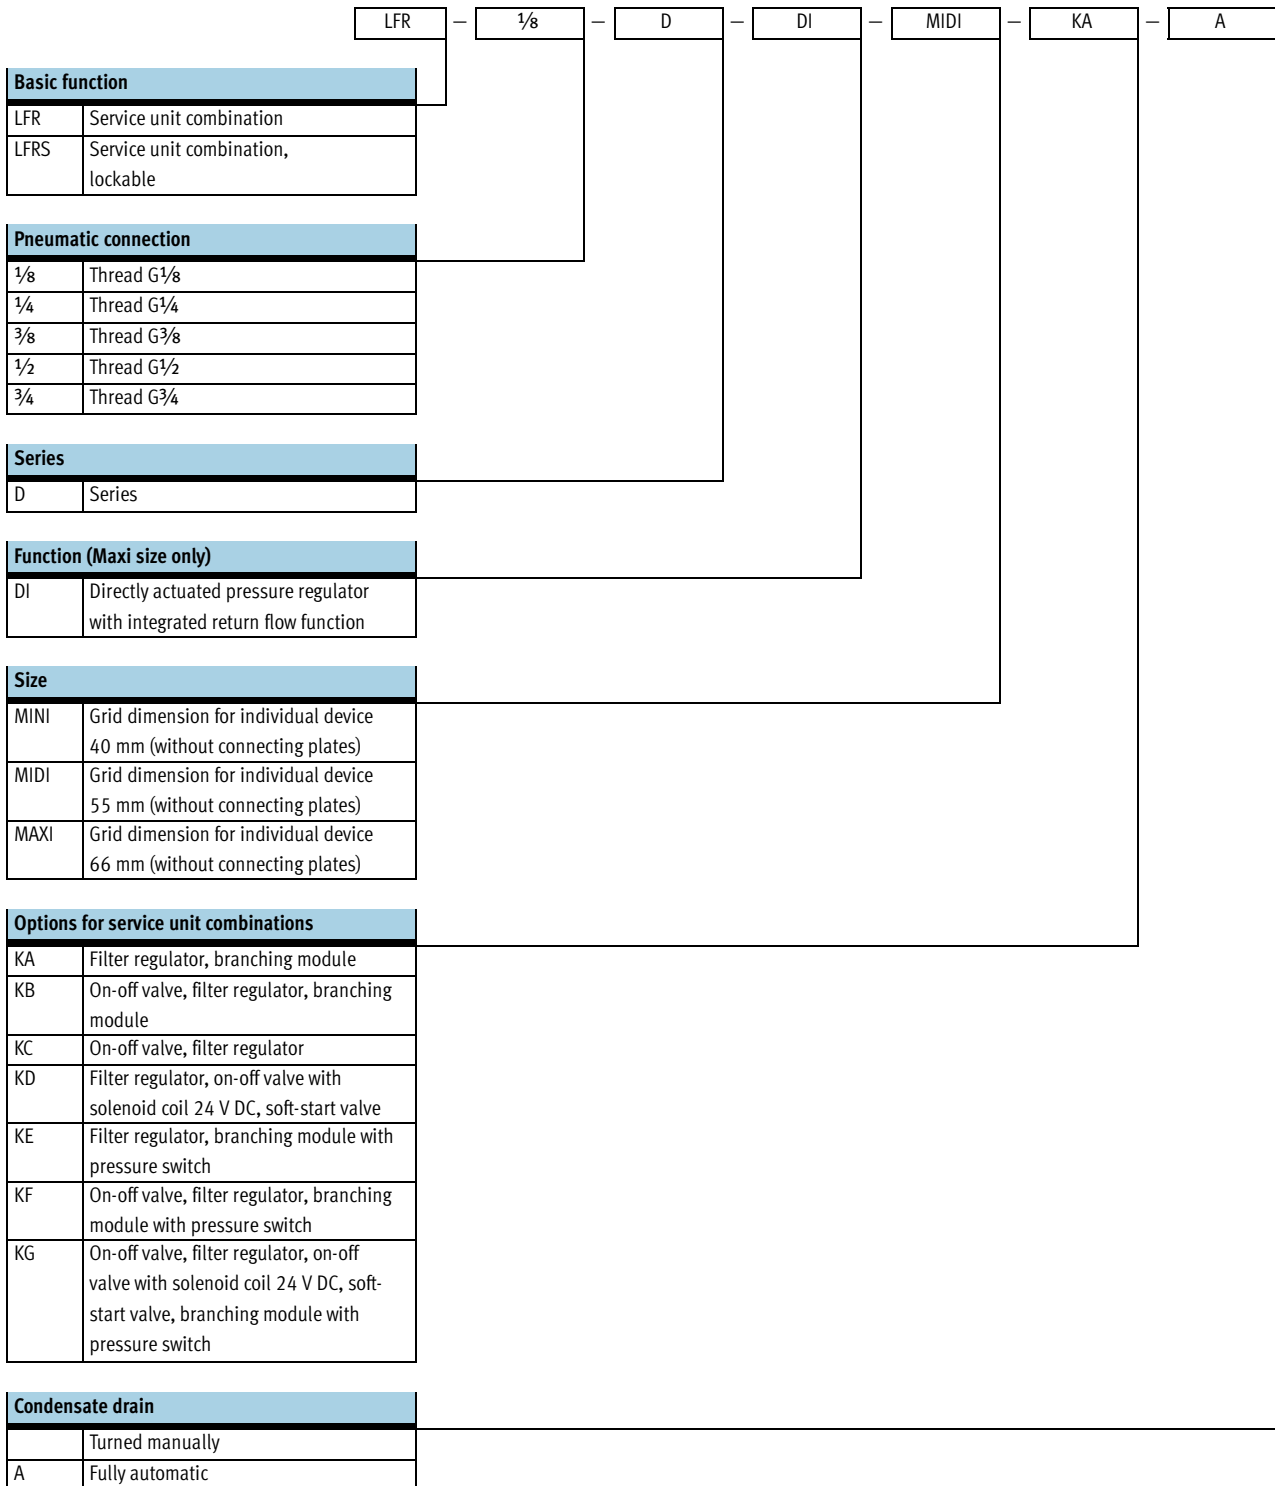 LFR — ⅛ — D — DI — MIDI — KA — A
Basic function
LFR Service unit combination
LFRS Service unit combination,
lockable
Pneumatic connection
⅛ Thread G⅛
¼ Thread G¼
⅜ Thread G⅜
½ Thread G½
¾ Thread G¾
Series
D Series
Function (Maxi size only)
DI Directly actuated pressure regulator
with integrated return flow function
Size
MINI Grid dimension for individual device
40 mm (without connecting plates)
MIDI Grid dimension for individual device
55 mm (without connecting plates)
MAXI Grid dimension for individual device
66 mm (without connecting plates)
Options for service unit combinations
KA Filter regulator, branching module
KB On-off valve, filter regulator, branching
module
KC On-off valve, filter regulator
KD Filter regulator, on-off valve with
solenoid coil 24 V DC, soft-start valve
KE Filter regulator, branching module with
pressure switch
KF On-off valve, filter regulator, branching
module with pressure switch
KG On-off valve, filter regulator, on-off
valve with solenoid coil 24 V DC, soft-
start valve, branching module with
pressure switch
Condensate drain
Turned manually
A Fully automatic